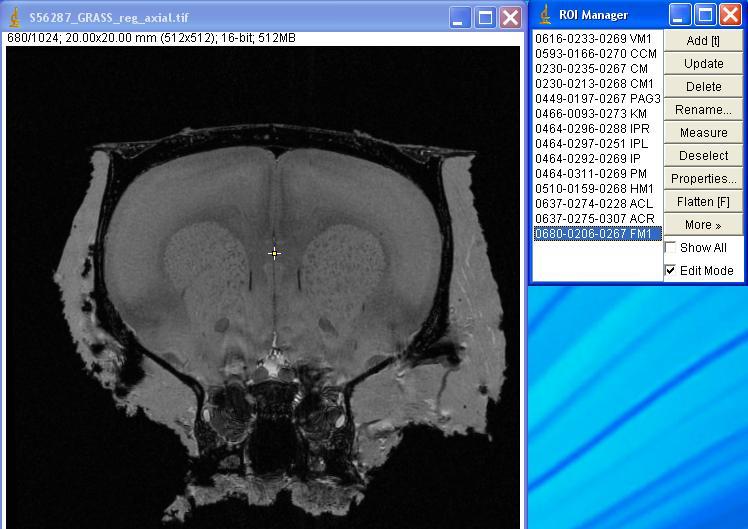 S56287_GRASS_reg_axial.tif
680/1024; 20.00x20.00 mm (512x512); 16-bit; 512MB
ROI Manager
0616-0233-0269 VM1
0593-0166-0270 CCM
0230-0235-0267 CM
0230-0213-0268 CM1
0449-0197-0267 PAG3
0466-0093-0273 KM
0464-0296-0288 IPR
0464-0297-0251 IPL
0464-0292-0269 IP
0464-0311-0269 PM
0510-0159-0268 HM1
0637-0274-0228 ACL
0637-0275-0307 ACR
0680-0206-0267 FM1
Add [t]
Update
Delete
Rename...
Measure
Deselect
Properties...
Flatten [F]
More »
Show All
Edit Mode